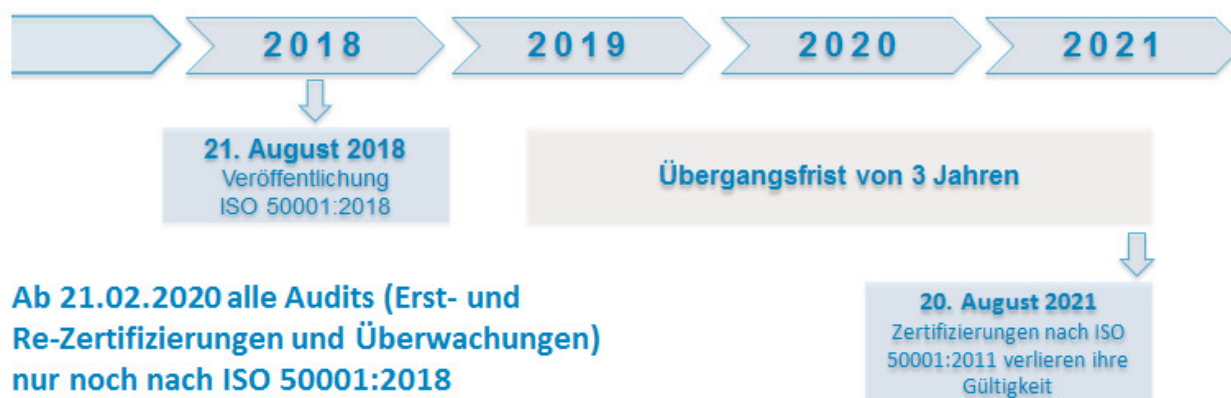 2018
2019
2020
2021
21. August 2018
Veröffentlichung
ISO 50001:2018
Übergangsfrist von 3 Jahren
Ab 21.02.2020 alle Audits (Erst- und
Re-Zertifizierungen und Überwachungen)
nur noch nach ISO 50001:2018
20. August 2021
Zertifizierungen nach ISO
50001:2011 verlieren ihre
Gültigkeit